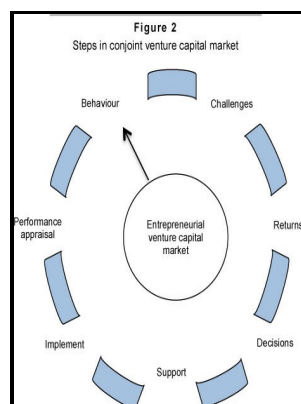 Figure 2
Steps in conjoint venture capital market
Behaviour
Challenges
Performance
appraisal
Entrepreneurial
venture capital
market
Returns
Implement
Decisions
Support